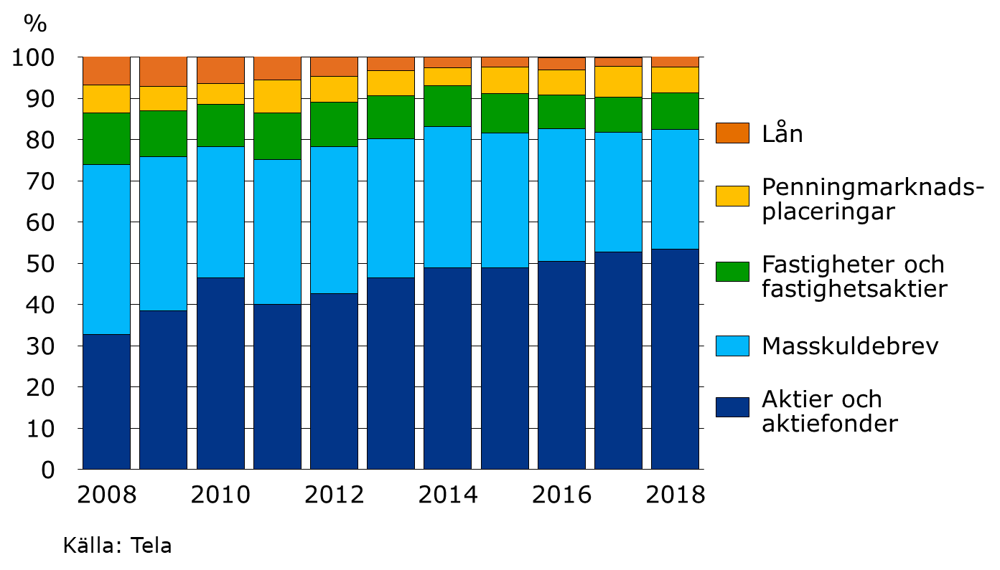 %
100
90
80
70
60
50
40
30
20
10
0
2008 2010 2012 2014 2016 2018
Lån
Penningmarknads-
placeringar
Fastigheter och
fastighetsaktier
Masskuldebrev
Aktier och
aktiefonder
Källa: Tela